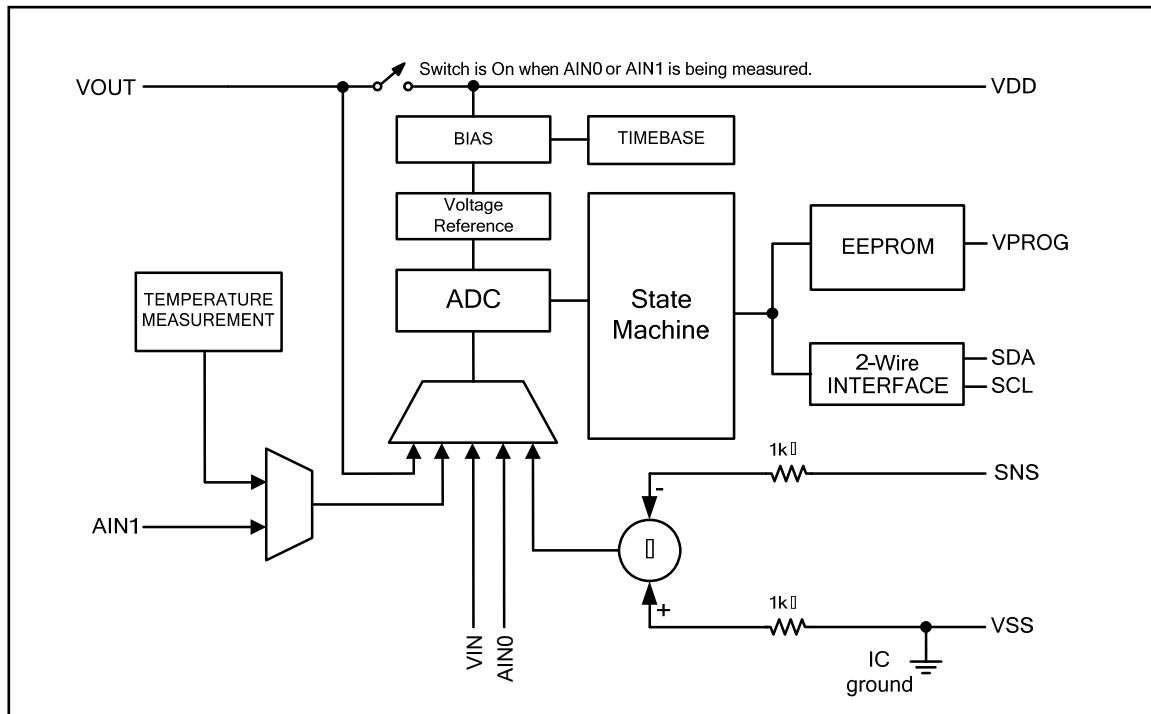 Switch is On when AIN0 or AIN1 is being measured.
VOUT
VDD
BIAS
TIMEBASE
Voltage
Reference
EEPROM
VPROG
TEMPERATURE
MEASUREMENT
ADC
State
Machine
2-Wire
INTERFACE
SDA
SCL
1k▯
SNS
AIN1
▯
-
+
1k▯
VSS
VIN
AIN0
IC
ground